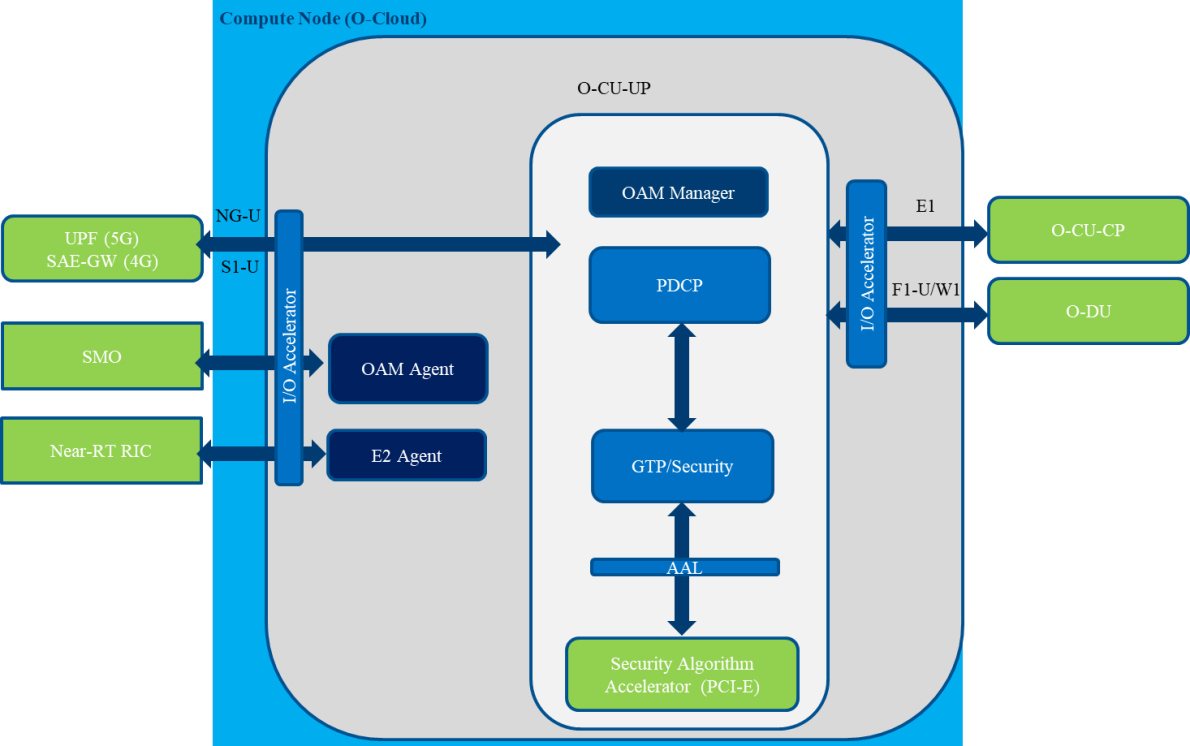 Compute Node (O-Cloud)
O-CU-UP
OAM Manager
NG-U
E1
UPF (5G)
SAE-GW (4G)
O-CU-CP
S1-U
I/O Accelerator
I/O Accelerator
PDCP
F1-U/W1
O-DU
SMO
OAM Agent
Near-RT RIC
E2 Agent
GTP/Security
AAL
Security Algorithm
Accelerator (PCI-E)